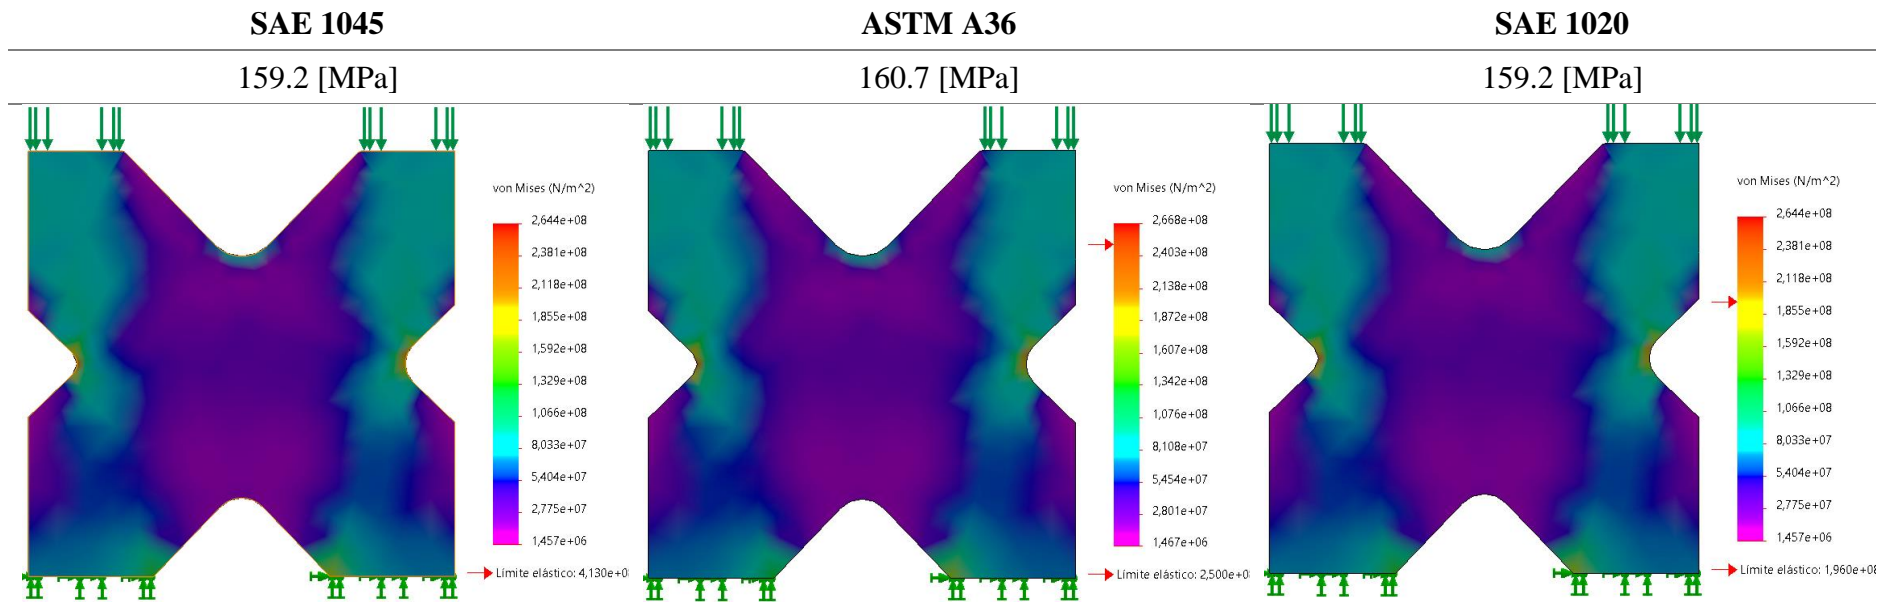 SAE 1045 ASTM A36 SAE 1020
159.2 [MPa] 160.7 [MPa] 159.2 [MPa]
von Mises (N/m^2)
2,644e+08
2,381e+08
2,118e+08
1,855e+08
1,592e+08
1,329e+08
1,066e+08
8,033e+07
5,404e+07
2,775e+07
1,457e+06
Límite elástico: 4,130e+0
von Mises (N/m^2)
2,668e+08
2,403e+08
2,138e+08
1,872e+08
1,607e+08
1,342e+08
1,076e+08
8,108e+07
5,454e+07
2,801e+07
1,467e+06
Límite elástico: 2,500e+0
von Mises (N/m^2)
2,644e+08
2,381e+08
2,118e+08
1,855e+08
1,592e+08
1,329e+08
1,066e+08
8,033e+07
5,404e+07
2,775e+07
1,457e+06
Límite elástico: 1,960e+08